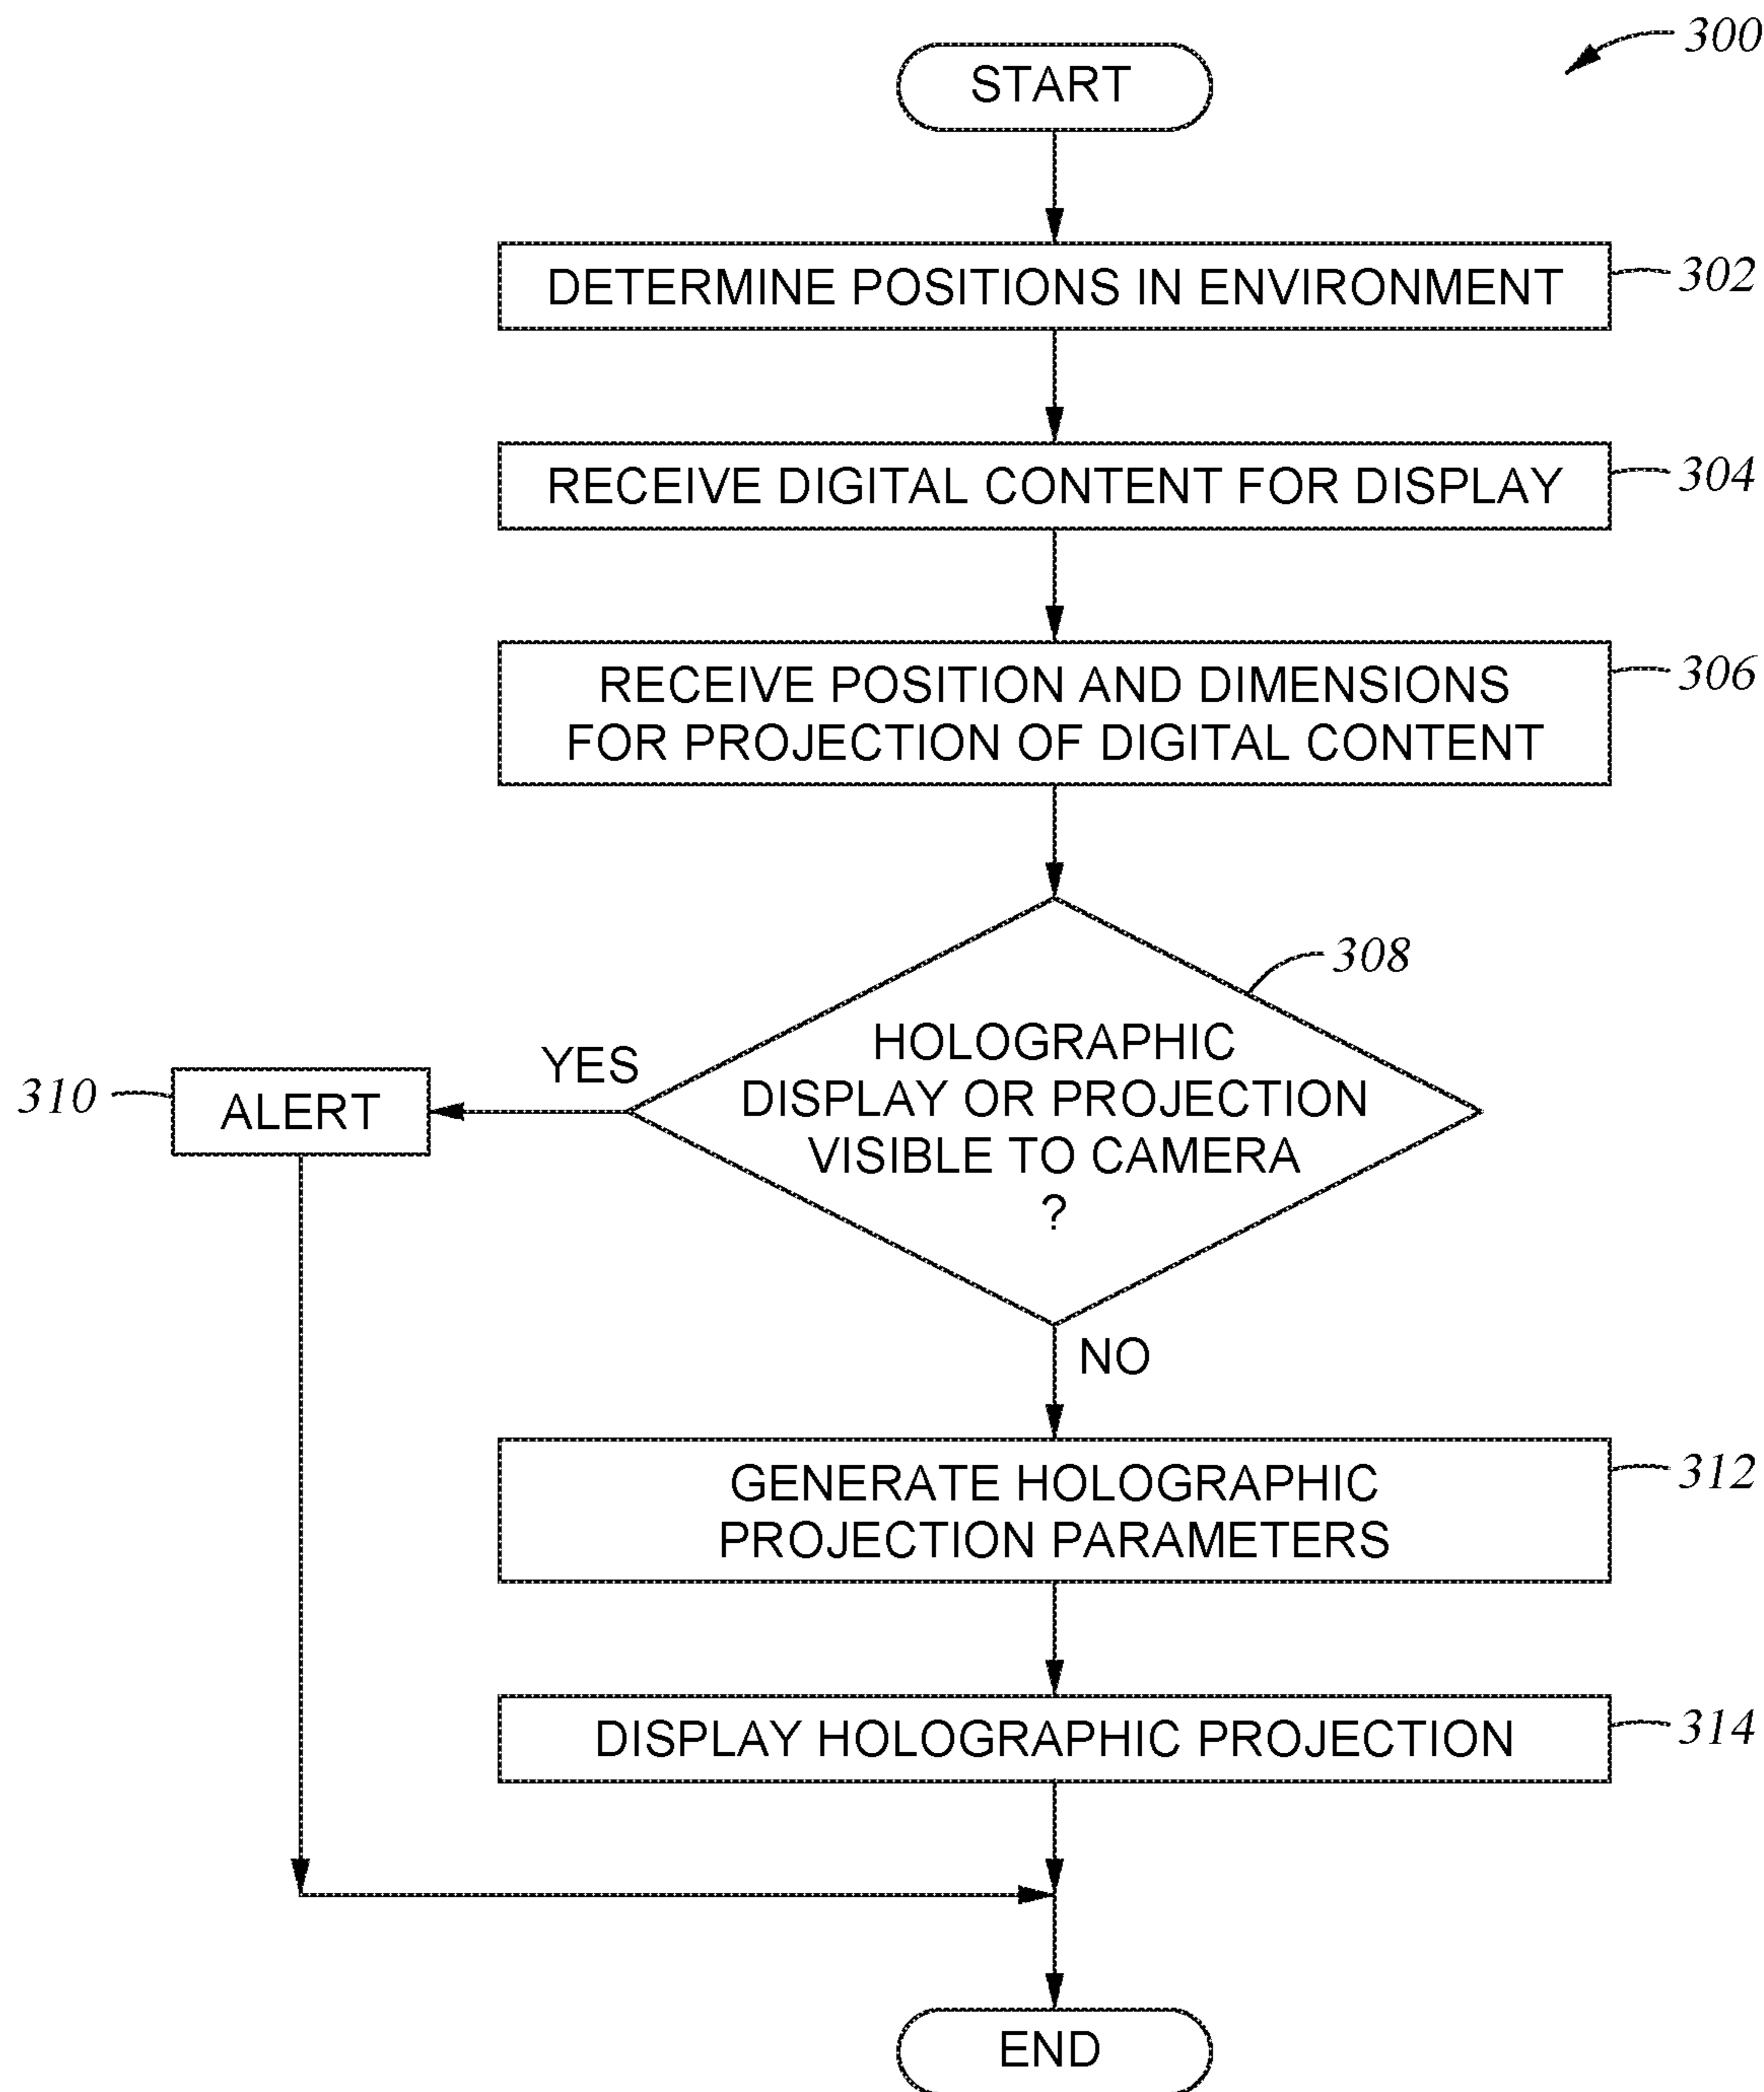 300
START
DETERMINE POSITIONS IN ENVIRONMENT
302
RECEIVE DIGITAL CONTENT FOR DISPLAY
304
RECEIVE POSITION AND DIMENSIONS
FOR PROJECTION OF DIGITAL CONTENT
306
308
HOLOGRAPHIC
DISPLAY OR PROJECTION
VISIBLE TO CAMERA
?
YES
310
ALERT
NO
GENERATE HOLOGRAPHIC
PROJECTION PARAMETERS
312
DISPLAY HOLOGRAPHIC PROJECTION
314
END